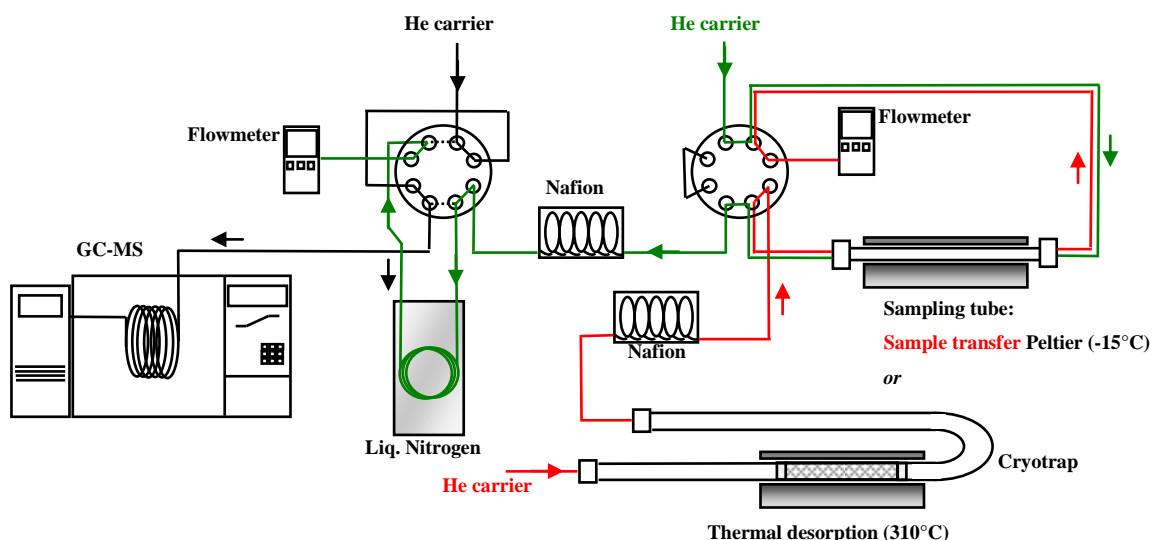 He carrier
He carrier
Flowmeter
Flowmeter
Nafion
GC-MS
Sampling tube:
Sample transfer Peltier (-15°C)
or
Nafion
Liq. Nitrogen
Cryotrap
He carrier
Thermal desorption (310°C)